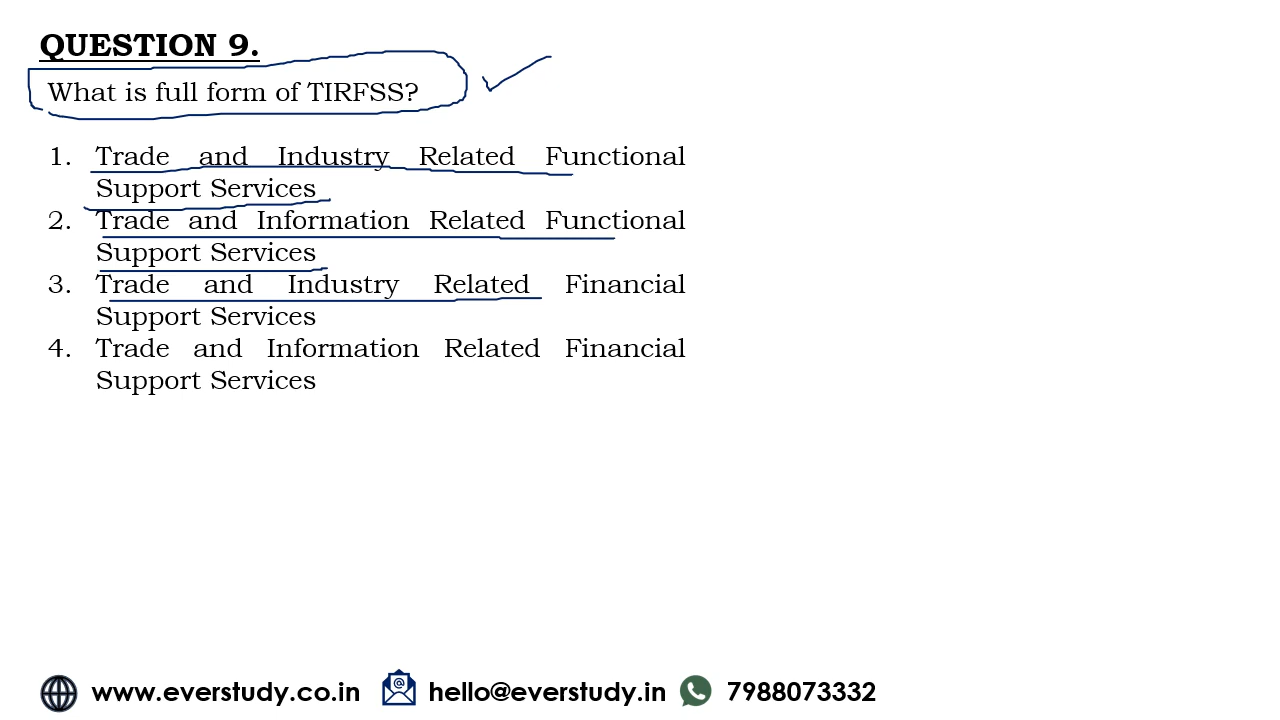 QUESTION 9.
What is full form of TIRFSS?
1. Trade and Industry Related Functional
Support Services
2. Trade and Information Related Functional
Support Services
3. Trade and Industry Related Financial
Support Services
4. Trade and Information Related Financial
Support Services
www.everstudy.co.in @ hello@everstudy.in 7988073332